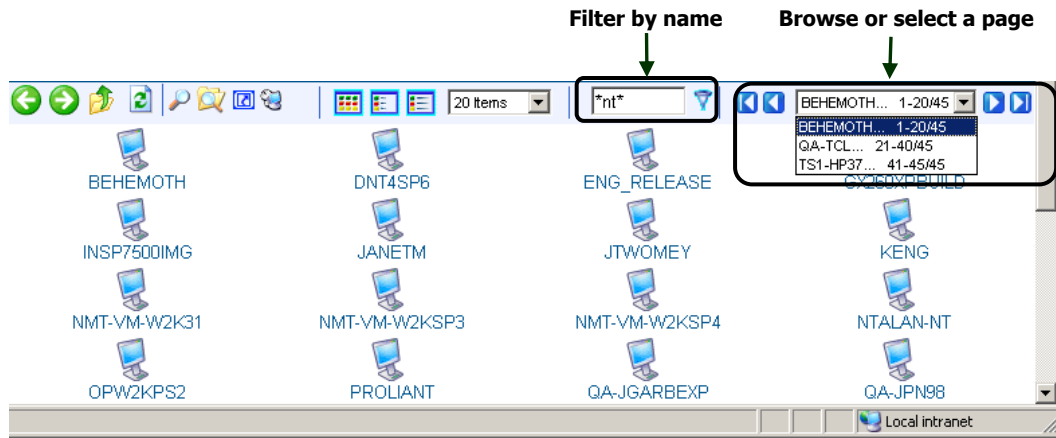 Filter by name Browse or select a page
20 Items *nt* BEHEMOTH... 1-20/45
BEHEMOTH... 1-20/45
QA-TCL... 21-40/45
TS1-HP37... 41-45/45
BEHEMOTH DNT4SP6 ENG_RELEASE GX260XPBUILD
INSP7500IMG JANETM JTWOMEY KENG
NMT-VM-W2K31 NMT-VM-W2KSP3 NMT-VM-W2KSP4 NTALAN-NT
OPW2KPS2 PROLIANT QA-JGARBEXP QA-JPN98
Local intranet